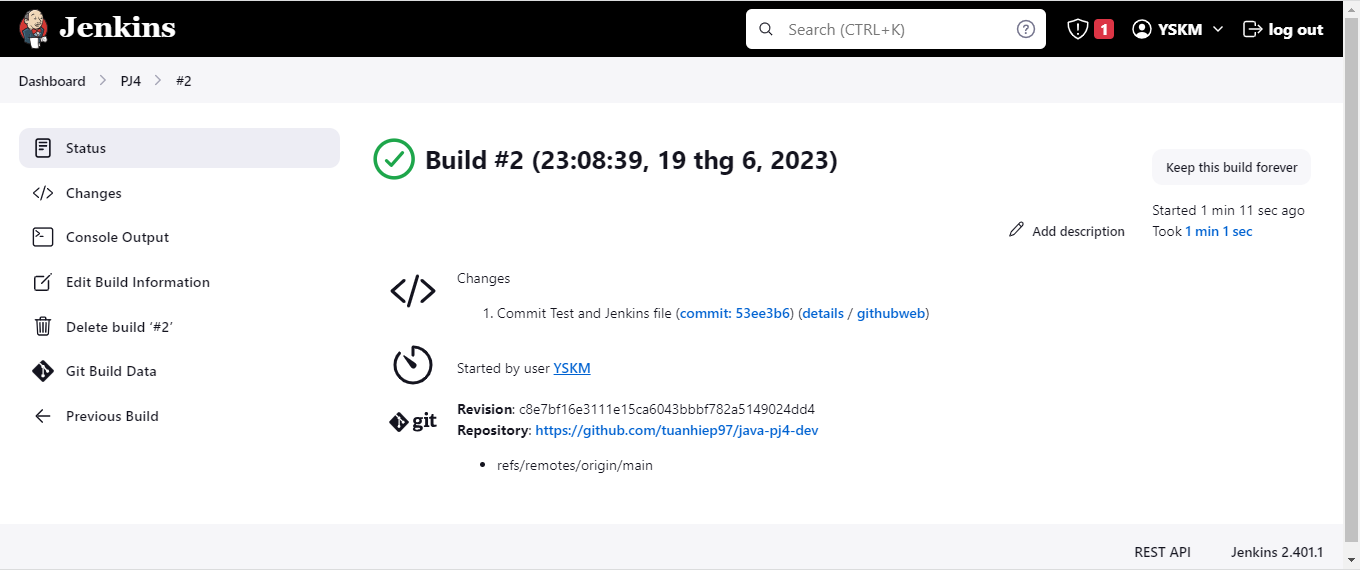 Jenkins
Search (CTRL+K)
1
YSKM
log out
Dashboard
PJ4
#2
Status
Changes
Console Output
Edit Build Information
Delete build ‘#2’
Git Build Data
Previous Build
Build #2 (23:08:39, 19 thg 6, 2023)
Keep this build forever
Started 1 min 11 sec ago
Took 1 min 1 sec
Add description
Changes
1. Commit Test and Jenkins file (commit: 53ee3b6) (details / githubweb)
Started by user YSKM
git
Revision: c8e7bf16e3111e15ca6043bbbf782a5149024dd4
Repository: https://github.com/tuanhiep97/java-pj4-dev
• refs/remotes/origin/main
REST API
Jenkins 2.401.1